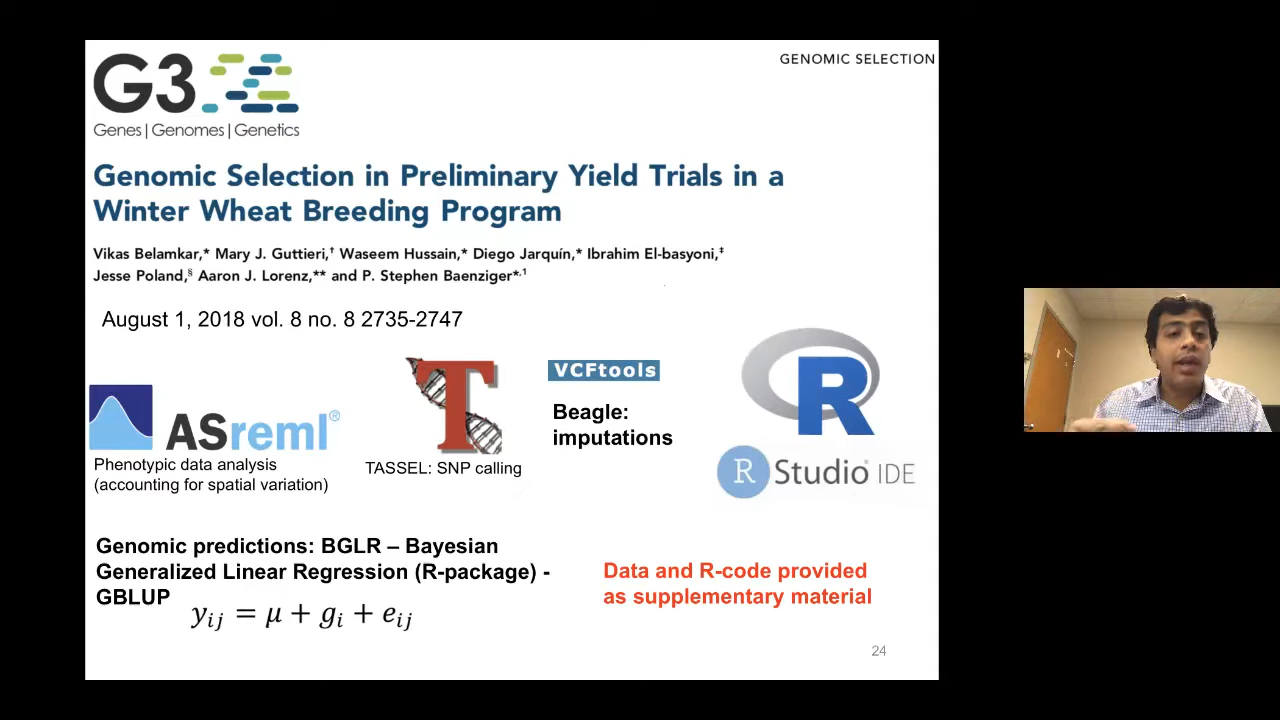 G3
GENOMIC SELECTION
Genes|Genomes|Genetics
Genomic Selection in Preliminary Yield Trials in a
Winter Wheat Breeding Program
Vikas Belamkar,* Mary J. Guttieri,† Waseem Hussain,* Diego Jarquín,* Ibrahim El-basyoni,‡
Jesse Poland,§ Aaron J. Lorenz,** and P. Stephen Baenziger*,1
August 1, 2018 vol. 8 no. 8 2735-2747
ASreml®
Phenotypic data analysis
(accounting for spatial variation)
T
TASSEL: SNP calling
VCFtools
Beagle:
imputations
R
R Studio® IDE
Genomic predictions: BGLR – Bayesian
Generalized Linear Regression (R-package) -
GBLUP
yij = μ + gi + eij
Data and R-code provided
as supplementary material
24